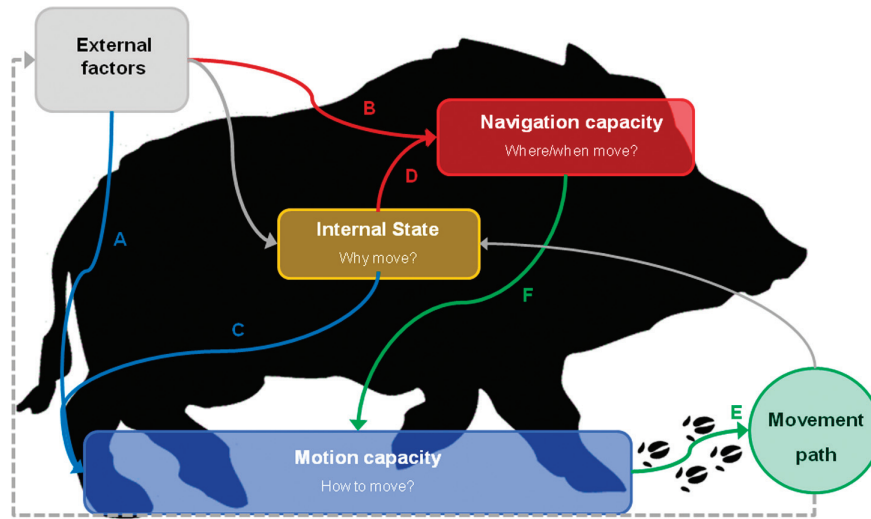 External
factors
B
Navigation capacity
Where/when move?
D
A
Internal State
Why move?
F
C
E
Movement
path
Motion capacity
How to move?